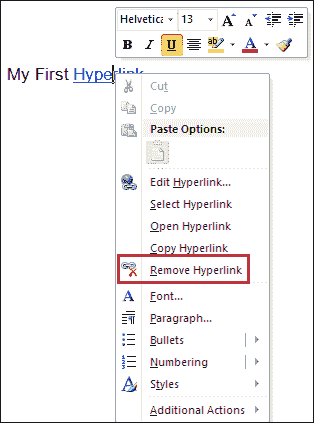 Helvetica 13 A A
B I U ab A
My First Hyperlink
Cut
Copy
Paste Options:
Edit Hyperlink...
Select Hyperlink
Open Hyperlink
Copy Hyperlink
Remove Hyperlink
A Font...
Paragraph...
Bullets
Numbering
A Styles
Additional Actions